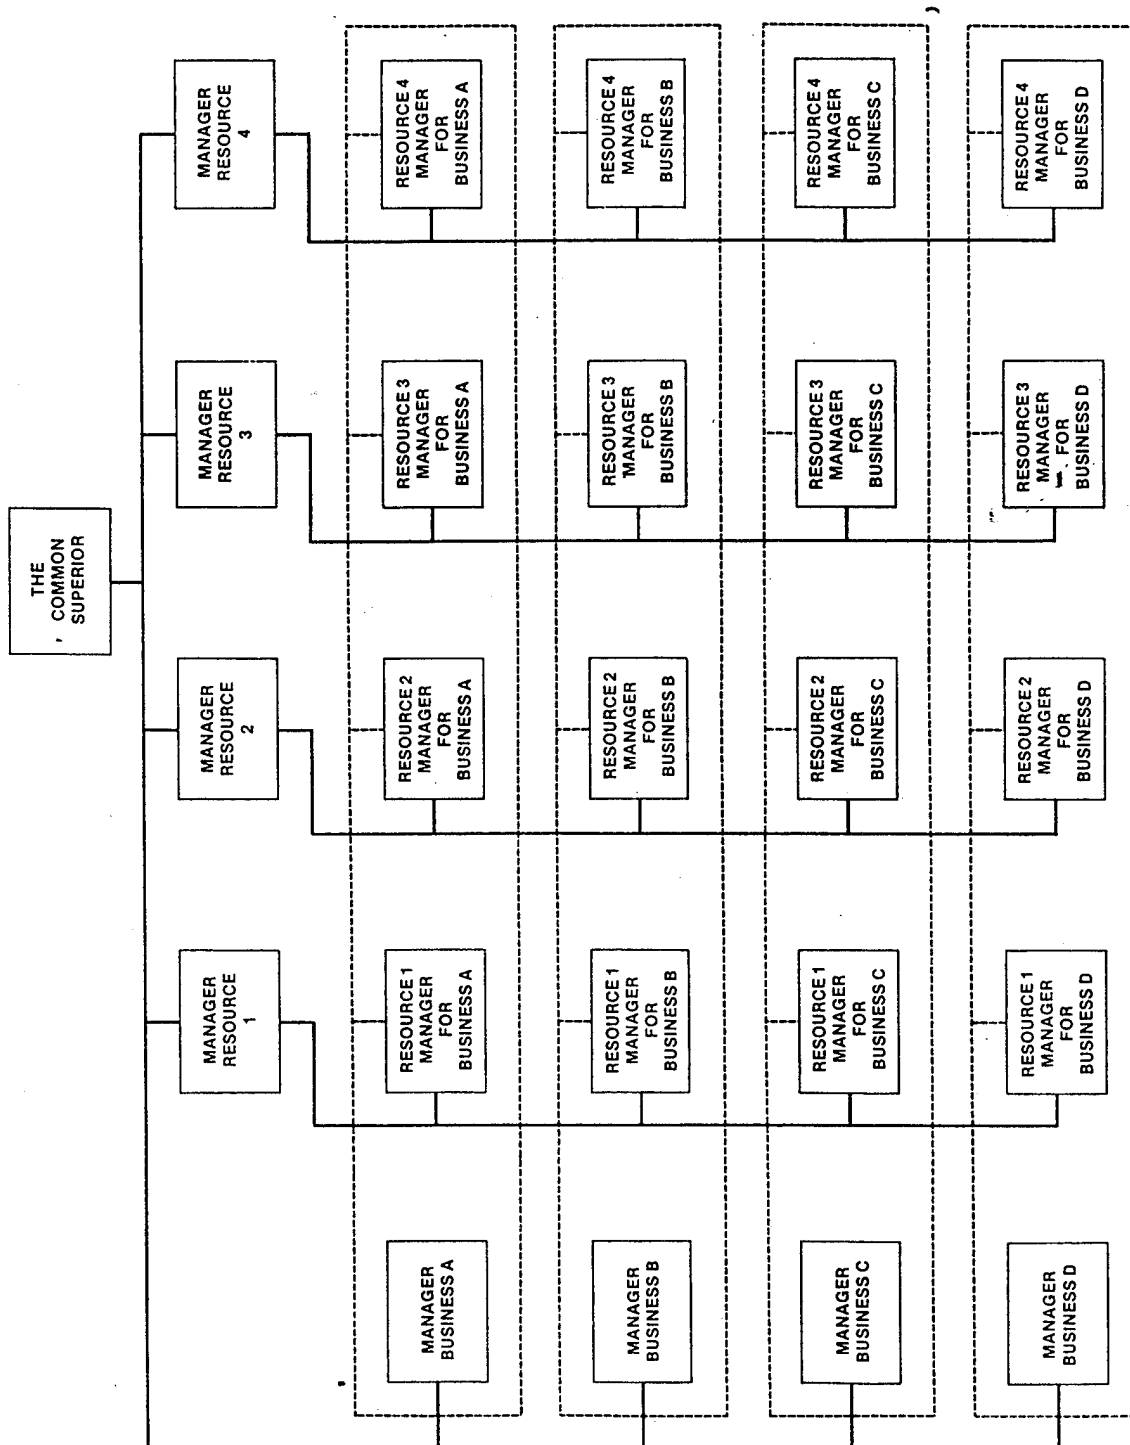 THE
COMMON
SUPERIOR
MANAGER
RESOURCE
1
MANAGER
RESOURCE
2
MANAGER
RESOURCE
3
MANAGER
RESOURCE
4
MANAGER
BUSINESS A
RESOURCE 1
MANAGER
FOR
BUSINESS A
RESOURCE 2
MANAGER
FOR
BUSINESS A
RESOURCE 3
MANAGER
FOR
BUSINESS A
RESOURCE 4
MANAGER
FOR
BUSINESS A
MANAGER
BUSINESS B
RESOURCE 1
MANAGER
FOR
BUSINESS B
RESOURCE 2
MANAGER
FOR
BUSINESS B
RESOURCE 3
MANAGER
FOR
BUSINESS B
RESOURCE 4
MANAGER
FOR
BUSINESS B
MANAGER
BUSINESS C
RESOURCE 1
MANAGER
FOR
BUSINESS C
RESOURCE 2
MANAGER
FOR
BUSINESS C
RESOURCE 3
MANAGER
FOR
BUSINESS C
RESOURCE 4
MANAGER
FOR
BUSINESS C
MANAGER
BUSINESS D
RESOURCE 1
MANAGER
FOR
BUSINESS D
RESOURCE 2
MANAGER
FOR
BUSINESS D
RESOURCE 3
MANAGER
FOR
BUSINESS D
RESOURCE 4
MANAGER
FOR
BUSINESS D